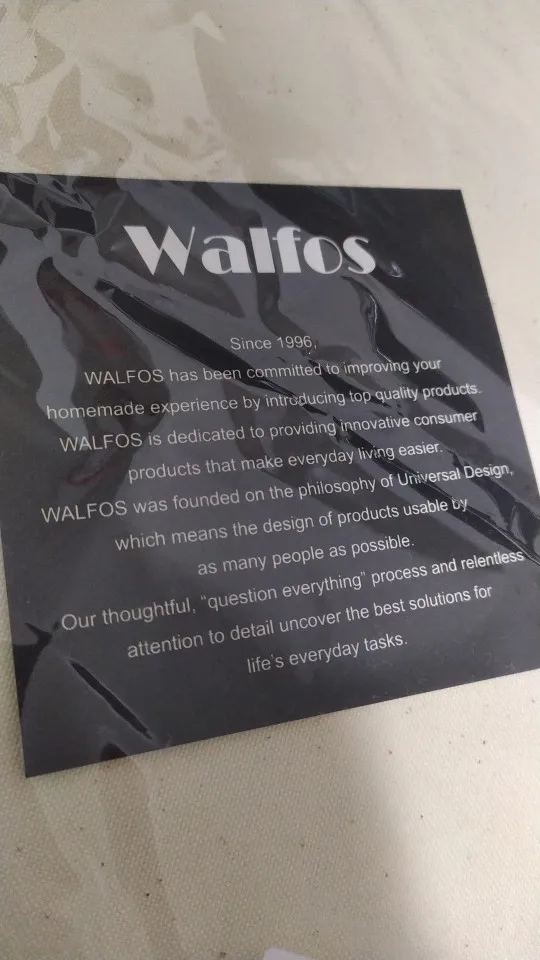 Walfos
Since 1996,
WALFOS has been committed to improving your
homemade experience by introducing top quality products.
WALFOS is dedicated to providing innovative consumer
products that make everyday living easier.
WALFOS was founded on the philosophy of Universal Design,
which means the design of products usable by
as many people as possible.
Our thoughtful, “question everything” process and relentless
attention to detail uncover the best solutions for
life’s everyday tasks.